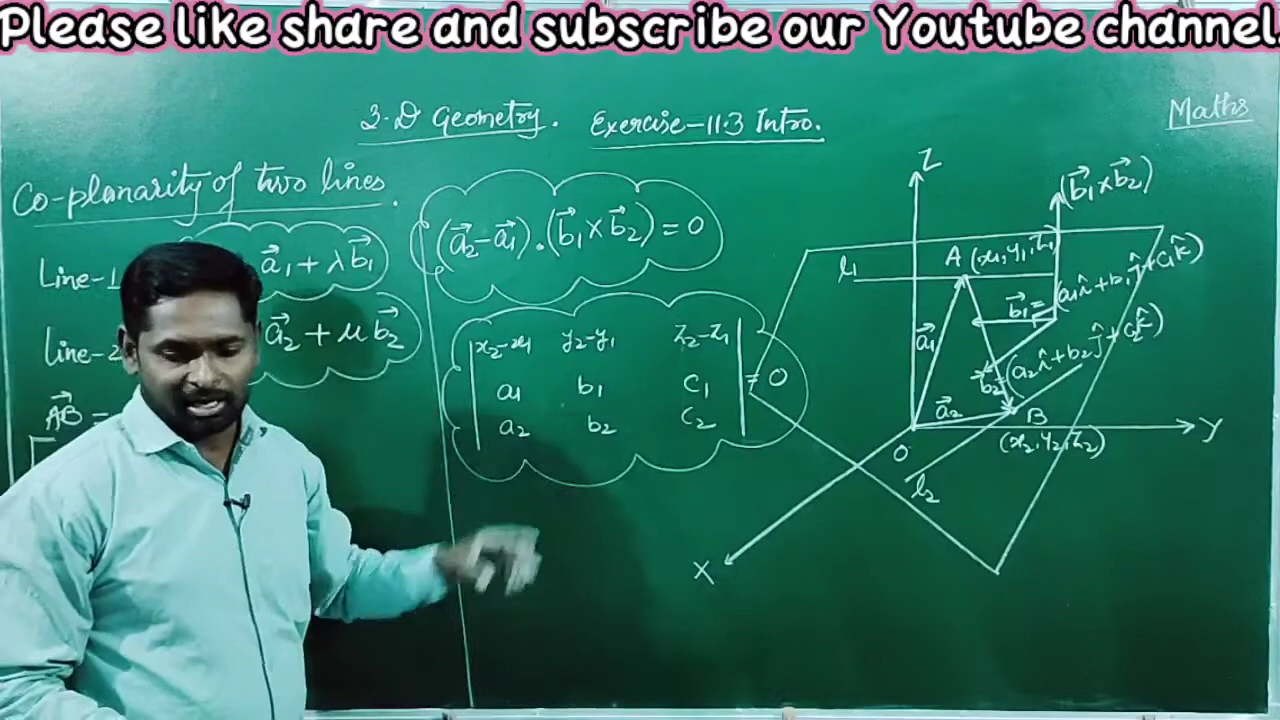 Please like share and subscribe our Youtube channel.
3-D Geometry. Exercise-11.3 Intro.
Maths
Co-planarity of two lines.
Line-1
a⃗₁ + λb⃗₁
Line-2
a⃗₂ + μb⃗₂
A⃗B =
(a⃗₂-a⃗₁).(b⃗₁×b⃗₂)=0
| x₂-x₁ y₂-y₁ z₂-z₁ |
| a₁ b₁ c₁ | = 0
| a₂ b₂ c₂ |
Z
(b⃗₁×b⃗₂)
l₁
A (x₁,y₁,z₁)
b⃗₁ = (a₁î+b₁ĵ+c₁k̂)
a⃗₁
b⃗₂ = (a₂î+b₂ĵ+c₂k̂)
a⃗₂
B
(x₂,y₂,z₂)
Y
O
l₂
X